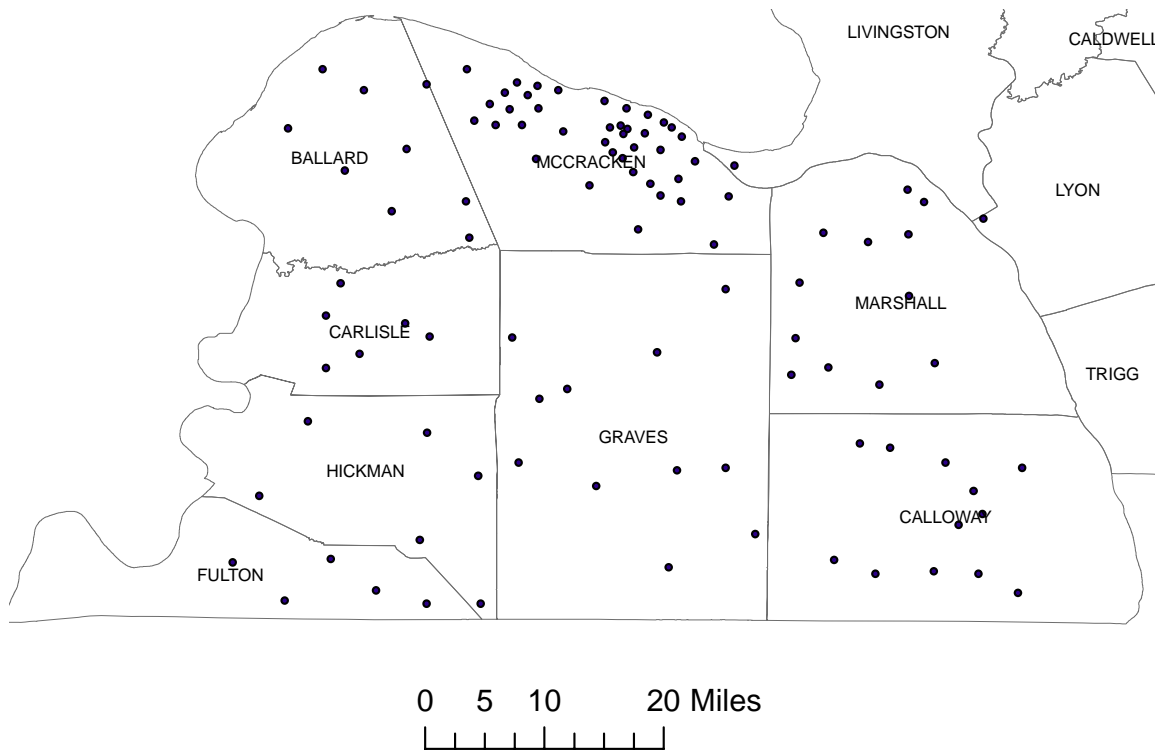 LIVINGSTON
CALDWELL
BALLARD
MCCRACKEN
LYON
MARSHALL
CARLISLE
TRIGG
GRAVES
HICKMAN
CALLOWAY
FULTON
0 5 10 20 Miles